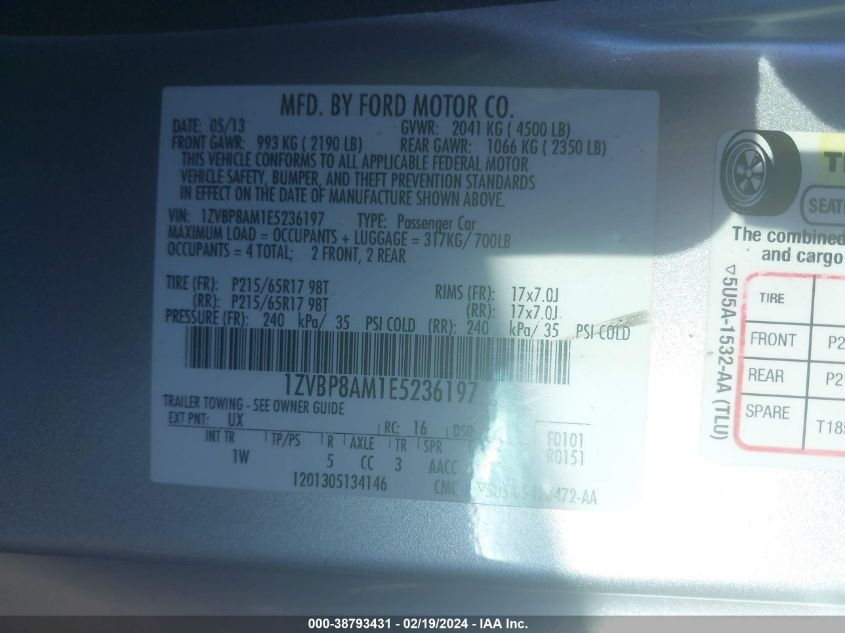 MFD. BY FORD MOTOR CO.
DATE: 05/13 GVWR: 2041 KG ( 4500 LB)
FRONT GAWR: 993 KG ( 2190 LB) REAR GAWR: 1066 KG ( 2350 LB)
THIS VEHICLE CONFORMS TO ALL APPLICABLE FEDERAL MOTOR
VEHICLE SAFETY, BUMPER, AND THEFT PREVENTION STANDARDS
IN EFFECT ON THE DATE OF MANUFACTURE SHOWN ABOVE.
VIN: 1ZVBP8AM1E5236197 TYPE: Passenger Car
MAXIMUM LOAD = OCCUPANTS + LUGGAGE = 317KG/ 700LB
OCCUPANTS = 4 TOTAL; 2 FRONT, 2 REAR
TIRE (FR): P215/65R17 98T RIMS (FR): 17x7.0J
(RR): P215/65R17 98T (RR): 17x7.0J
PRESSURE (FR): 240 kPa/ 35 PSI COLD (RR): 240 kPa/ 35 PSI COLD
1ZVBP8AM1E5236197
TRAILER TOWING - SEE OWNER GUIDE
EXT PNT: UX RC: 16 DSO: F0101
INT TR TP/PS R AXLE TR SPR R0151
1W 5 CC 3 AACC
1201305134146 CMC
SEATI
The combined
and cargo
TIRE
FRONT P2
REAR P2
SPARE T18
5U5A-1532-AA (TLU)
000-38793431 - 02/19/2024 - IAA Inc.